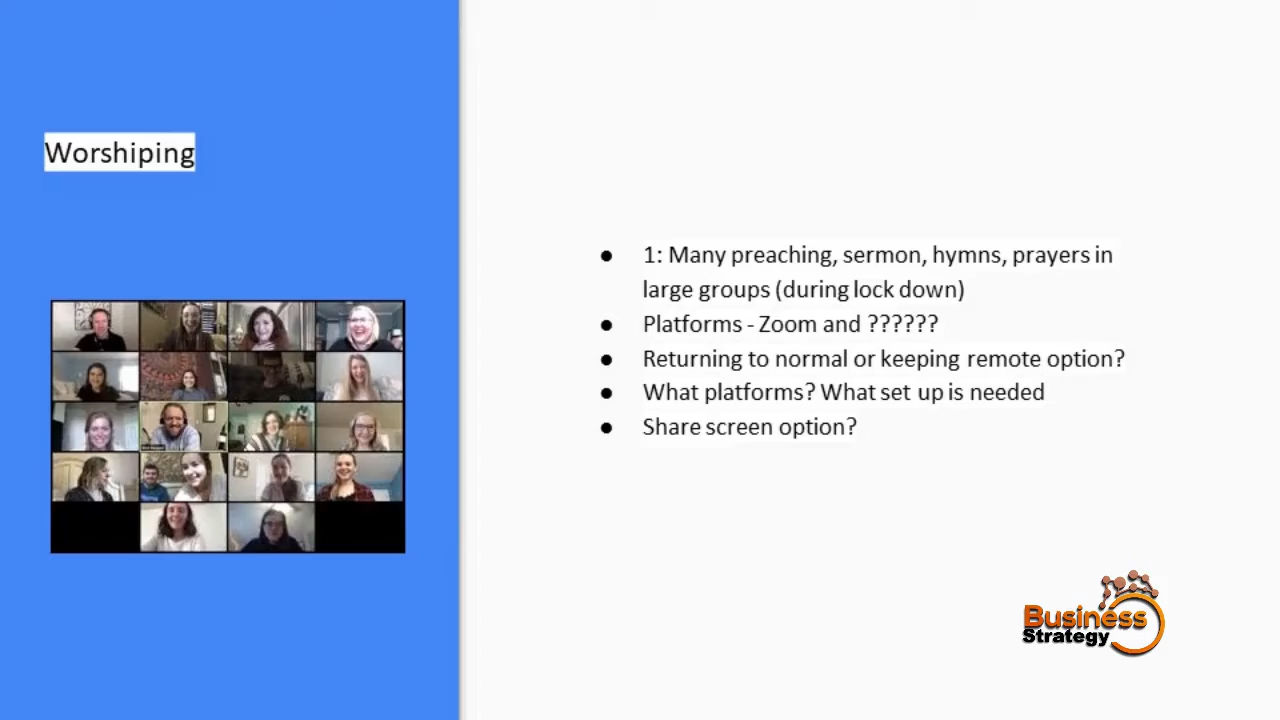 Worshiping
● 1: Many preaching, sermon, hymns, prayers in
large groups (during lock down)
● Platforms - Zoom and ??????
● Returning to normal or keeping remote option?
● What platforms? What set up is needed
● Share screen option?
Business
Strategy